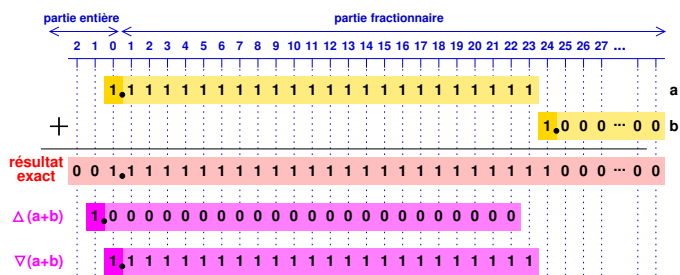 partie entière partie fractionnaire
2 1 0 1 2 3 4 5 6 7 8 9 10 11 12 13 14 15 16 17 18 19 20 21 22 23 24 25 26 27 ...
1.1 1 1 1 1 1 1 1 1 1 1 1 1 1 1 1 1 1 1 1 1 1 1 a
+ 1.0 0 0 ··· 0 0 b
résultat exact 0 0 1.1 1 1 1 1 1 1 1 1 1 1 1 1 1 1 1 1 1 1 1 1 1 1 1 0 0 0 ··· 0 0
△(a+b) 1.0 0 0 0 0 0 0 0 0 0 0 0 0 0 0 0 0 0 0 0 0 0 0
▽(a+b) 1.1 1 1 1 1 1 1 1 1 1 1 1 1 1 1 1 1 1 1 1 1 1 1